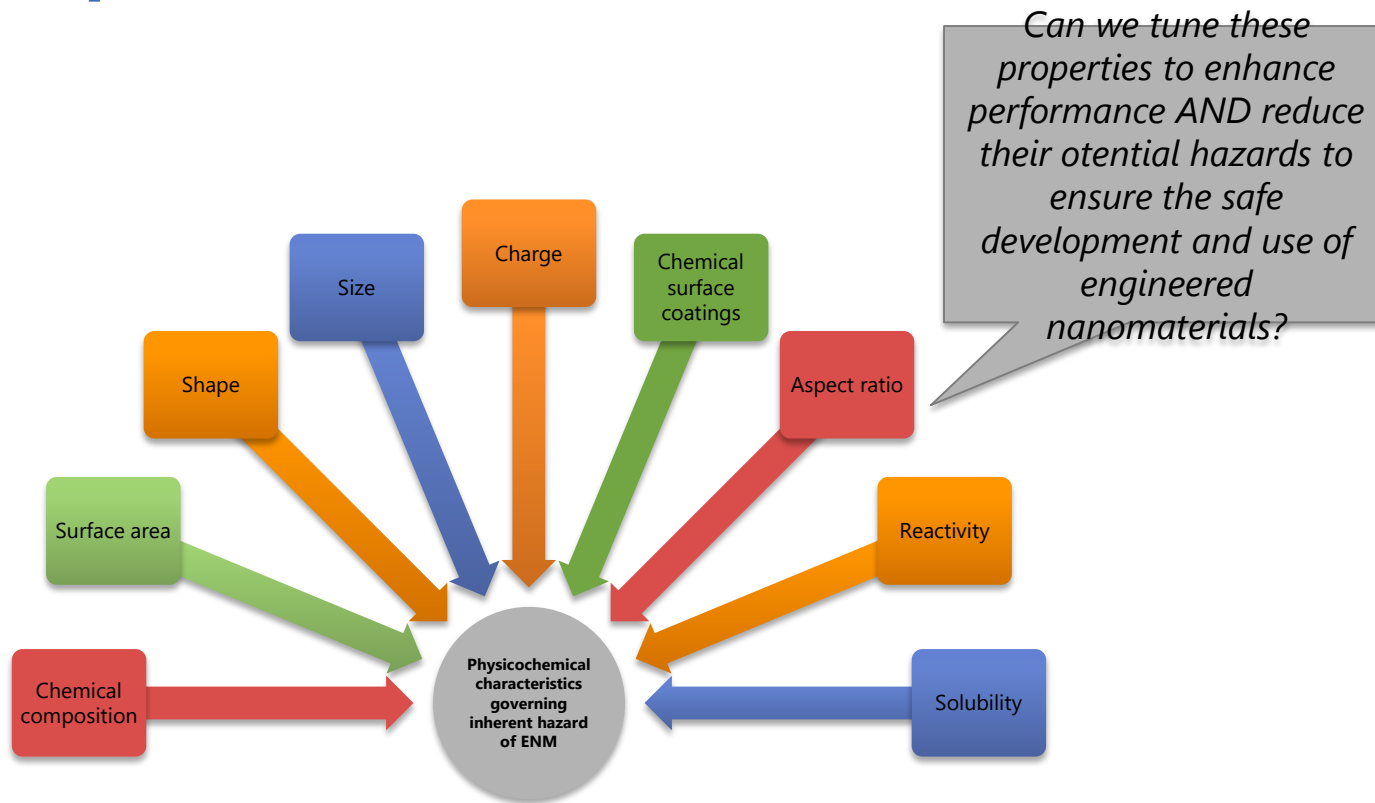 Can we tune these
properties to enhance
performance AND reduce
their otential hazards to
ensure the safe
development and use of
engineered
nanomaterials?
Charge
Size
Chemical
surface
coatings
Shape
Aspect ratio
Surface area
Reactivity
Chemical
composition
Physicochemical
characteristics
governing
inherent hazard
of ENM
Solubility